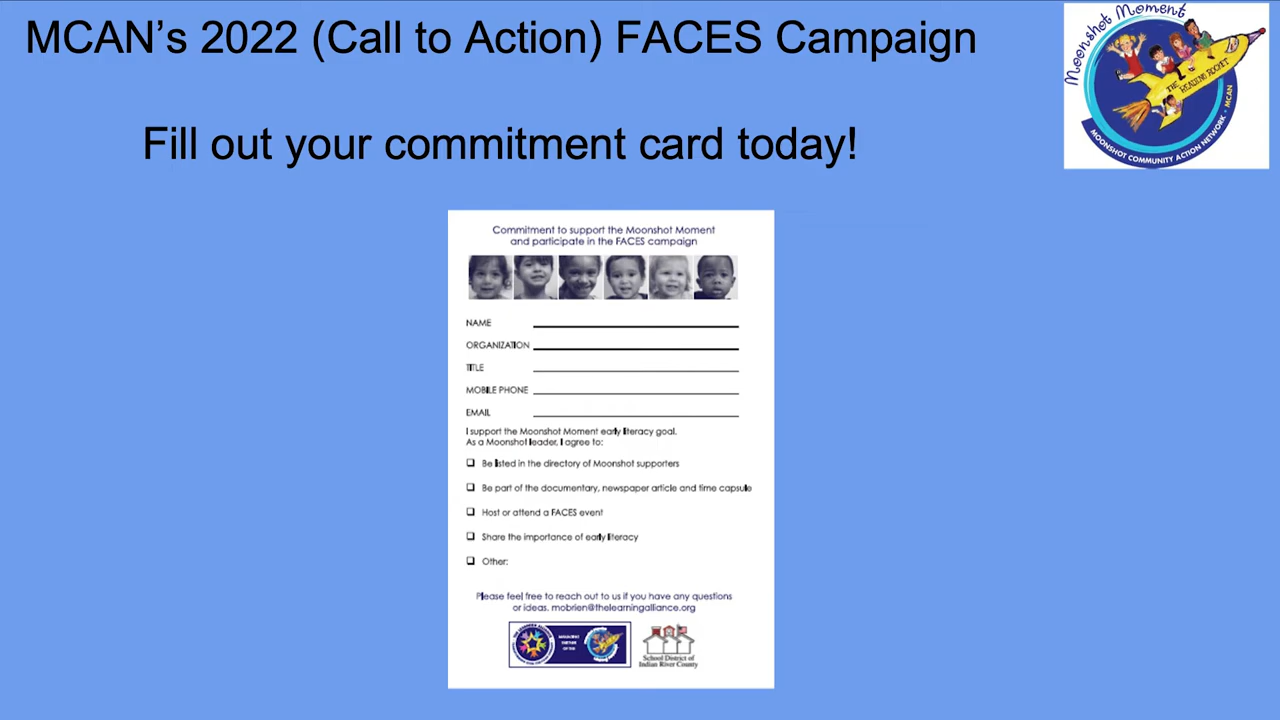 MCAN’s 2022 (Call to Action) FACES Campaign
Fill out your commitment card today!
Moonshot Moment
THE READING ROCKET
MOONSHOT COMMUNITY ACTION NETWORK - MCAN
Commitment to support the Moonshot Moment
and participate in the FACES campaign
NAME
ORGANIZATION
TITLE
MOBILE PHONE
EMAIL
I support the Moonshot Moment early literacy goal.
As a Moonshot leader, I agree to:
Be listed in the directory of Moonshot supporters
Be part of the documentary, newspaper article and time capsule
Host or attend a FACES event
Share the importance of early literacy
Other:
Please feel free to reach out to us if you have any questions
or ideas. mobrien@thelearningalliance.org
School District of
Indian River County